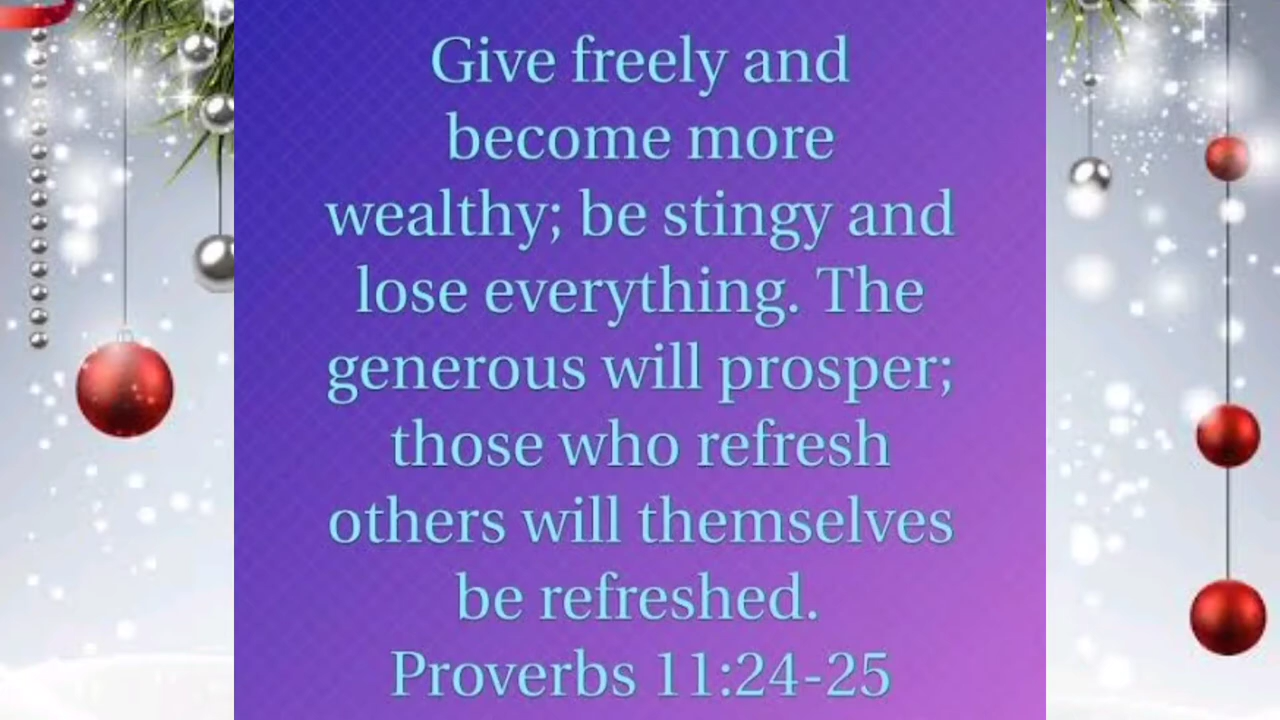 Give freely and
become more
wealthy; be stingy and
lose everything. The
generous will prosper;
those who refresh
others will themselves
be refreshed.
Proverbs 11:24-25